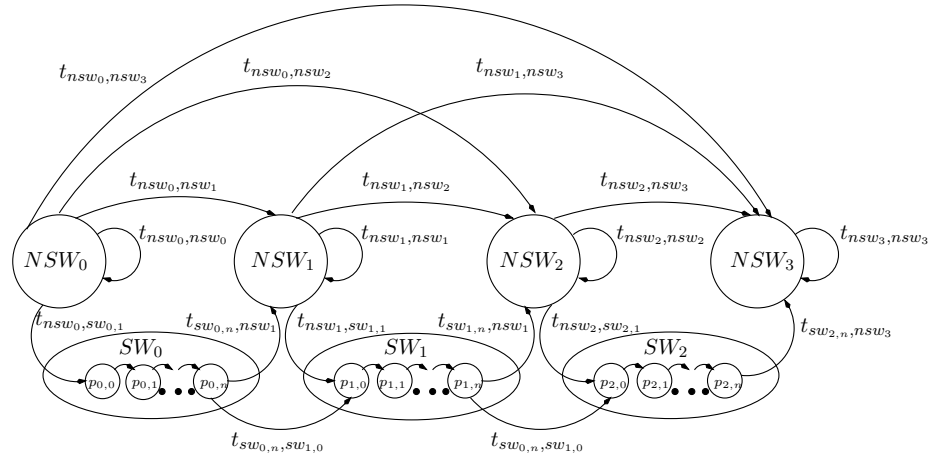 t_{nsw_0,nsw_3}
t_{nsw_0,nsw_2}
t_{nsw_1,nsw_3}
t_{nsw_0,nsw_1}
t_{nsw_1,nsw_2}
t_{nsw_2,nsw_3}
NSW_0
t_{nsw_0,nsw_0}
NSW_1
t_{nsw_1,nsw_1}
NSW_2
t_{nsw_2,nsw_2}
NSW_3
t_{nsw_3,nsw_3}
t_{nsw_0,sw_{0,1}}
t_{sw_{0,n},nsw_1}
t_{nsw_1,sw_{1,1}}
t_{sw_{1,n},nsw_1}
t_{nsw_2,sw_{2,1}}
t_{sw_{2,n},nsw_3}
SW_0
SW_1
SW_2
p_{0,0}
p_{0,1}
p_{0,n}
p_{1,0}
p_{1,1}
p_{1,n}
p_{2,0}
p_{2,1}
p_{2,n}
t_{sw_{0,n},sw_{1,0}}
t_{sw_{0,n},sw_{1,0}}